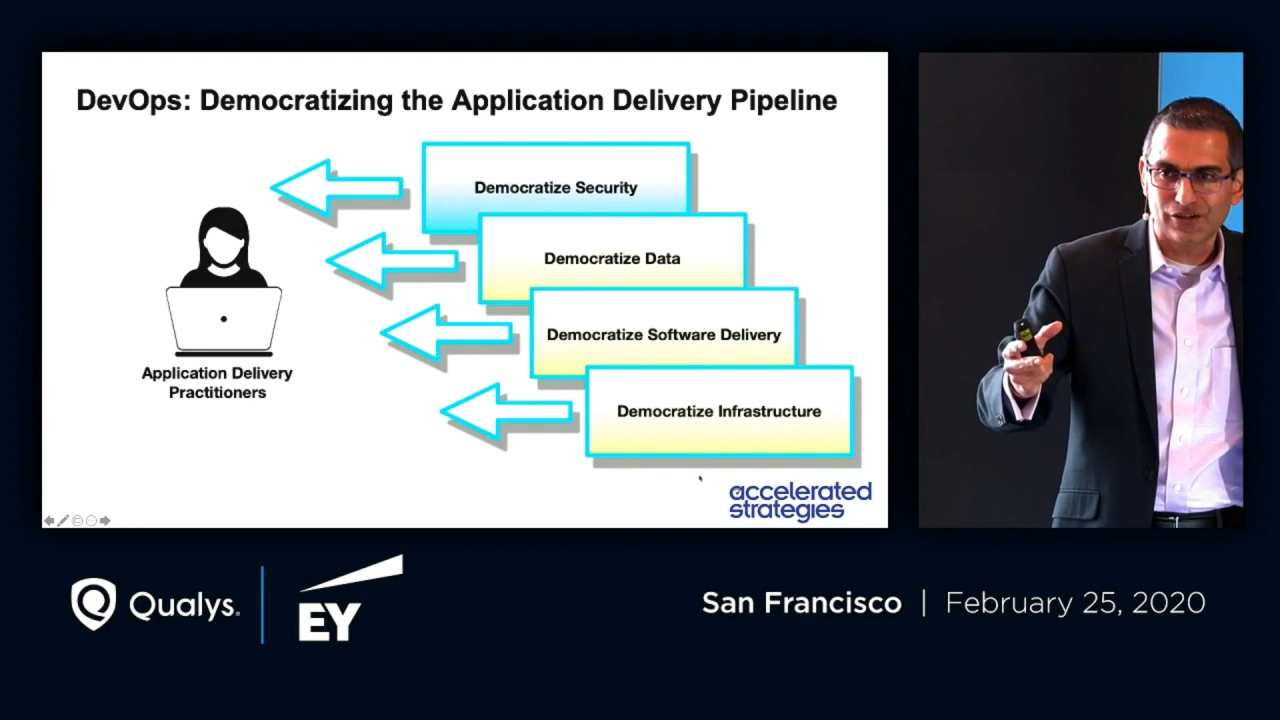 DevOps: Democratizing the Application Delivery Pipeline
Democratize Security
Democratize Data
Democratize Software Delivery
Democratize Infrastructure
Application Delivery
Practitioners
accelerated
strategies
Qualys.
EY
San Francisco | February 25, 2020